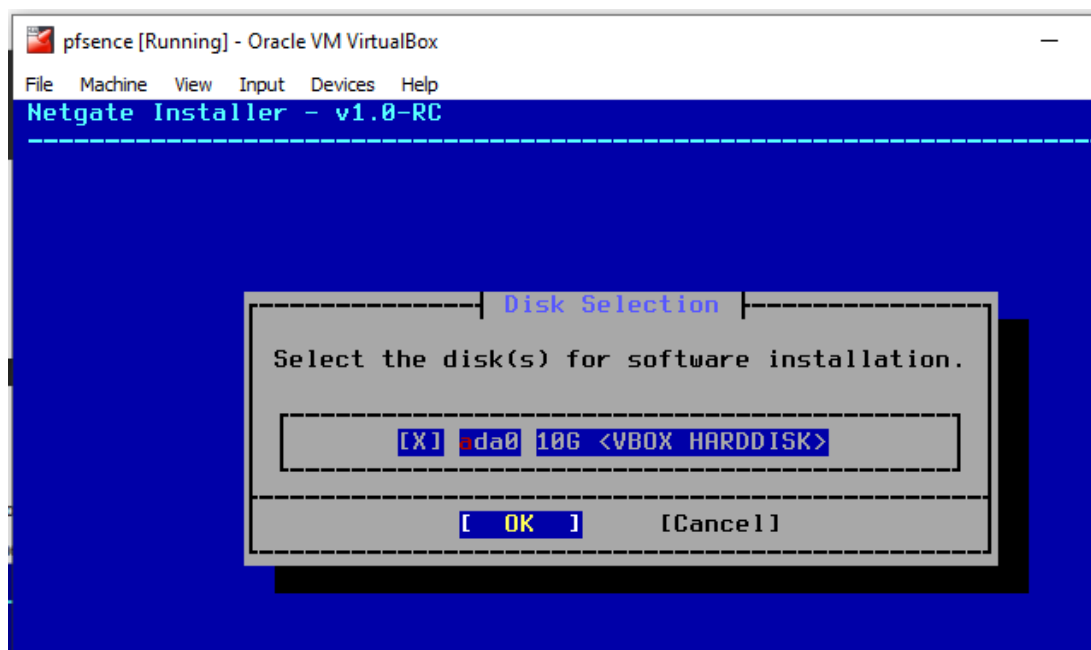 pfsence [Running] - Oracle VM VirtualBox
File Machine View Input Devices Help
Netgate Installer - v1.0-RC
Disk Selection
Select the disk(s) for software installation.
[X] ada0 10G <VBOX HARDDISK>
[ OK ] [Cancel]